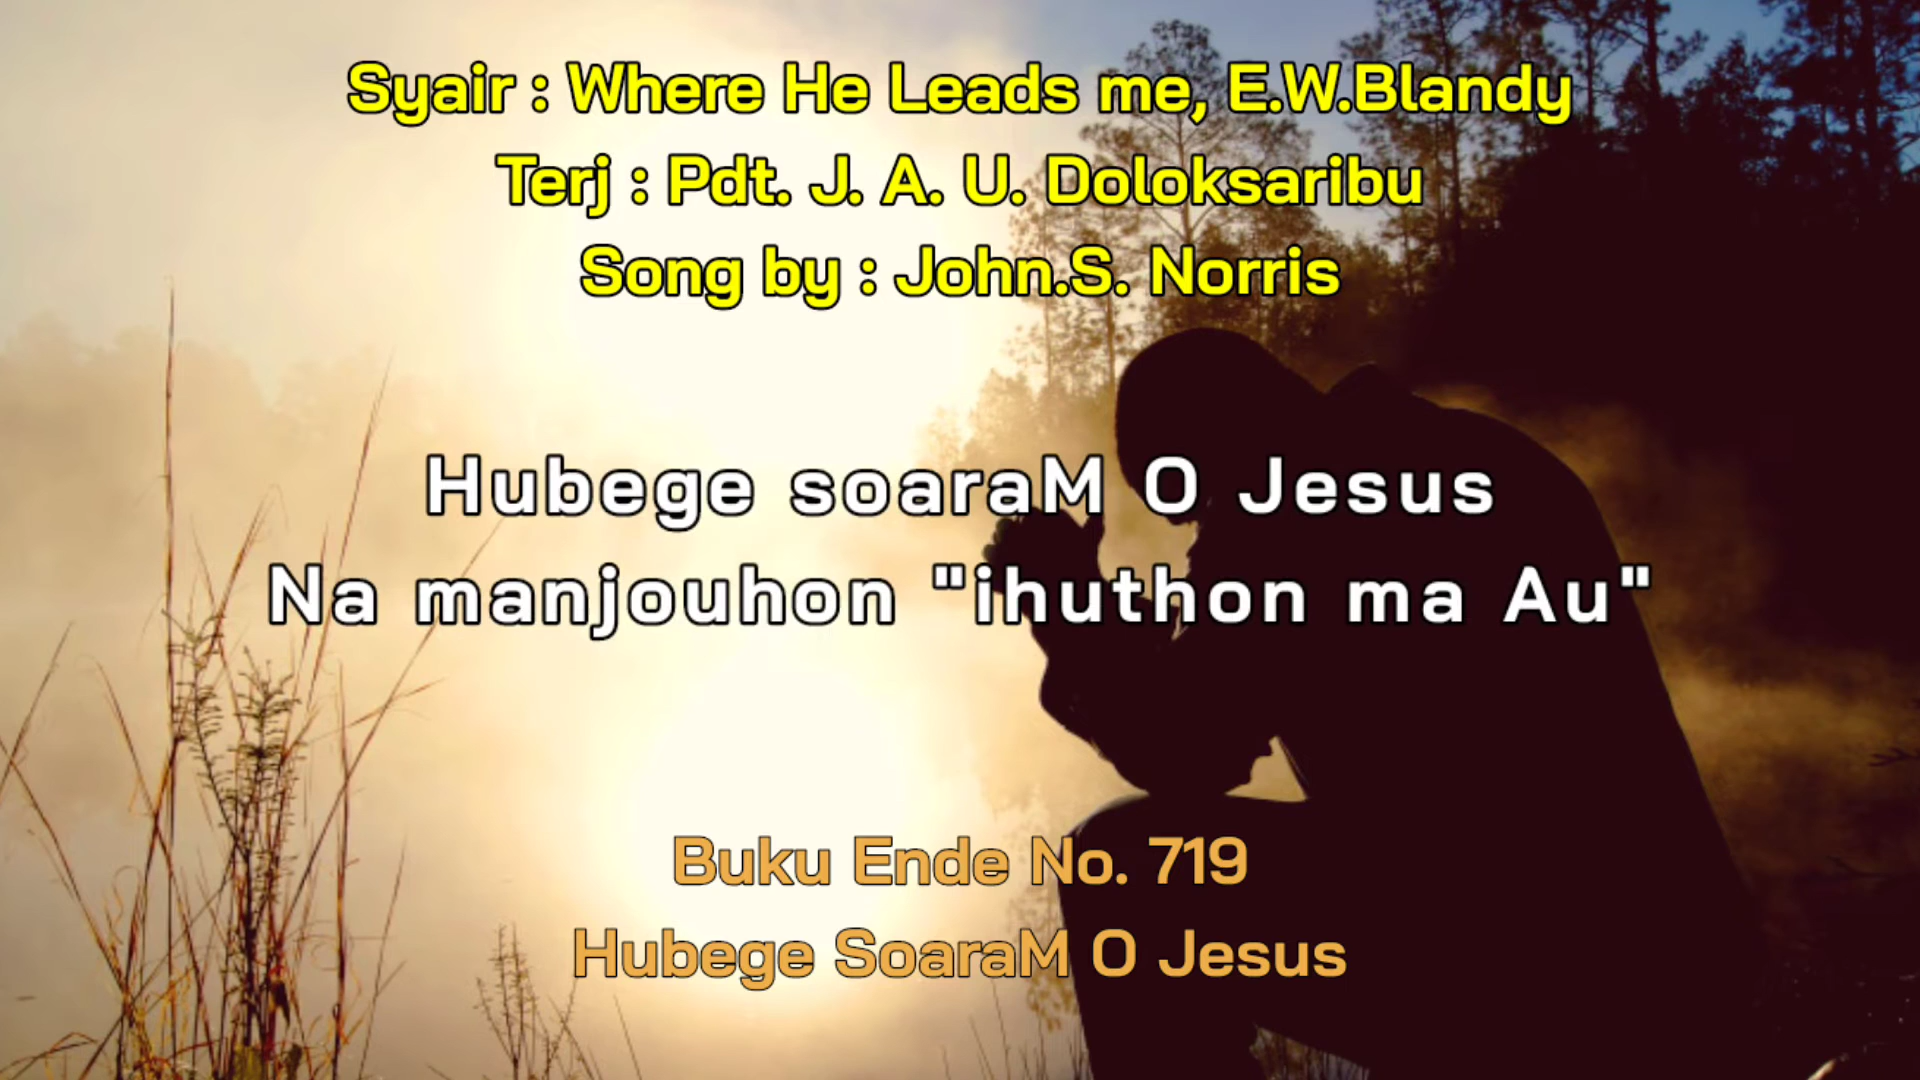 Syair : Where He Leads me, E.W.Blandy
Terj : Pdt. J. A. U. Doloksaribu
Song by : John.S. Norris
Hubege soaraM O Jesus
Na manjouhon "ihuthon ma Au"
Buku Ende No. 719
Hubege SoaraM O Jesus